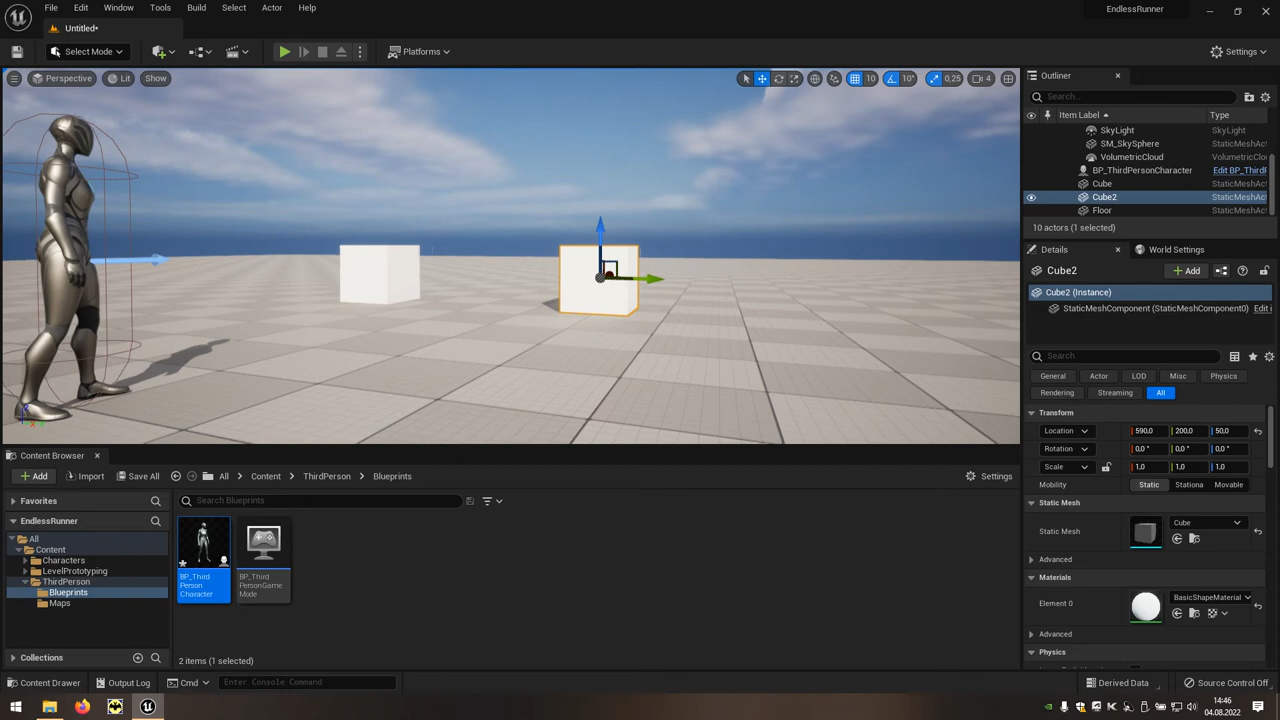 File Edit Window Tools Build Select Actor Help
EndlessRunner
Untitled*
Select Mode
Platforms
Settings
Perspective Lit Show
10 10° 0,25 4
Outliner
Search...
Item Label Type
SkyLight SkyLight
SM_SkySphere StaticMeshAct
VolumetricCloud VolumetricClou
BP_ThirdPersonCharacter Edit BP_ThirdP
Cube StaticMeshAct
Cube2 StaticMeshAct
Floor StaticMeshAct
10 actors (1 selected)
Details World Settings
Cube2
Add
Cube2 (Instance)
StaticMeshComponent (StaticMeshComponent0) Edit i
Search
General Actor LOD Misc Physics
Rendering Streaming All
Transform
Location 590,0 200,0 50,0
Rotation 0,0 ° 0,0 ° 0,0 °
Scale 1,0 1,0 1,0
Mobility Static Stationa Movable
Static Mesh
Static Mesh Cube
Advanced
Materials
Element 0 BasicShapeMaterial
Advanced
Physics
Content Browser
Add Import Save All All Content ThirdPerson Blueprints Settings
Favorites
Search Blueprints
EndlessRunner
All
Content
Characters
LevelPrototyping
ThirdPerson
Blueprints
Maps
BP_Third
Person
Character
BP_Third
PersonGame
Mode
Collections
2 items (1 selected)
Content Drawer Output Log Cmd Enter Console Command
Derived Data Source Control Off
14:46
04.08.2022